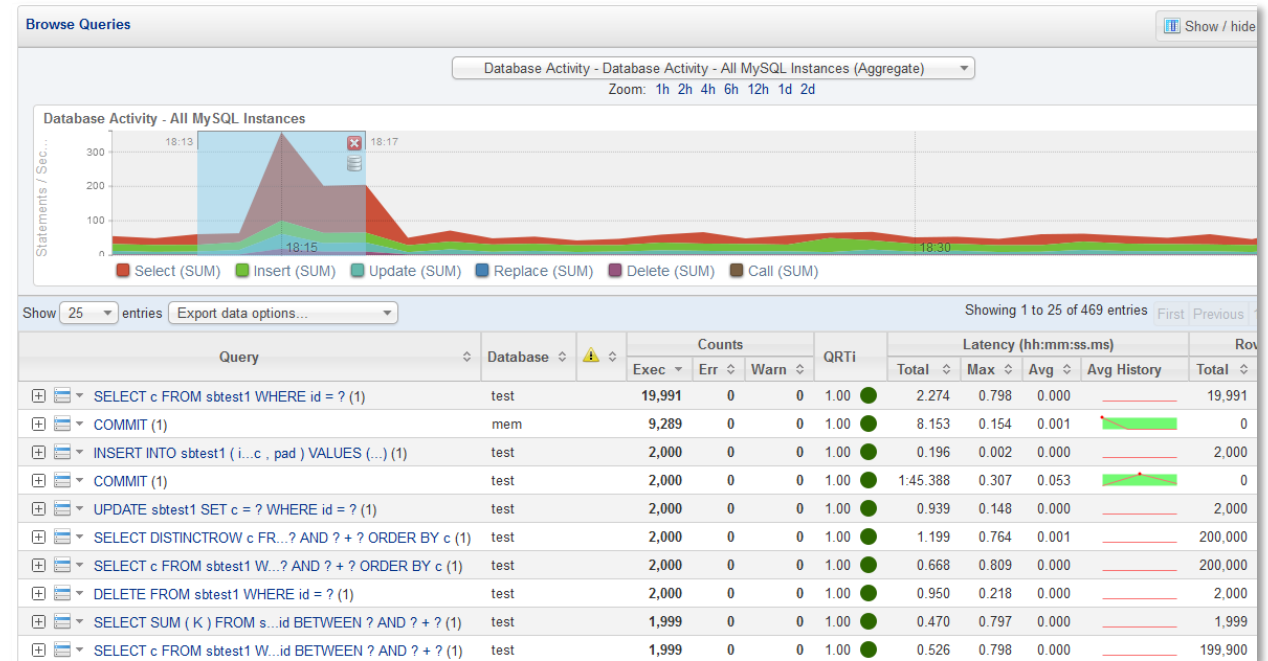 Browse Queries
Show / hide
Database Activity - Database Activity - All MySQL Instances (Aggregate)
Zoom: 1h 2h 4h 6h 12h 1d 2d
Database Activity - All MySQL Instances
Statements / Sec...
18:13 18:17
300
200
100
0
18:15 18:30
Select (SUM) Insert (SUM) Update (SUM) Replace (SUM) Delete (SUM) Call (SUM)
Show 25 entries Export data options... Showing 1 to 25 of 469 entries First Previous
Query Database Counts QRTi Latency (hh:mm:ss.ms)
Exec Err Warn Total Max Avg Avg History Total
SELECT c FROM sbtest1 WHERE id = ? (1) test 19,991 0 0 1.00 2.274 0.798 0.000 19,991
COMMIT (1) mem 9,289 0 0 1.00 8.153 0.154 0.001 0
INSERT INTO sbtest1 ( i...c , pad ) VALUES (...) (1) test 2,000 0 0 1.00 0.196 0.002 0.000 2,000
COMMIT (1) test 2,000 0 0 1.00 1:45.388 0.307 0.053 0
UPDATE sbtest1 SET c = ? WHERE id = ? (1) test 2,000 0 0 1.00 0.939 0.148 0.000 2,000
SELECT DISTINCTROW c FR...? AND ? + ? ORDER BY c (1) test 2,000 0 0 1.00 1.199 0.764 0.001 200,000
SELECT c FROM sbtest1 W...? AND ? + ? ORDER BY c (1) test 2,000 0 0 1.00 0.668 0.809 0.000 200,000
DELETE FROM sbtest1 WHERE id = ? (1) test 2,000 0 0 1.00 0.950 0.218 0.000 2,000
SELECT SUM ( K ) FROM s...id BETWEEN ? AND ? + ? (1) test 1,999 0 0 1.00 0.470 0.797 0.000 1,999
SELECT c FROM sbtest1 W...id BETWEEN ? AND ? + ? (1) test 1,999 0 0 1.00 0.526 0.798 0.000 199,900